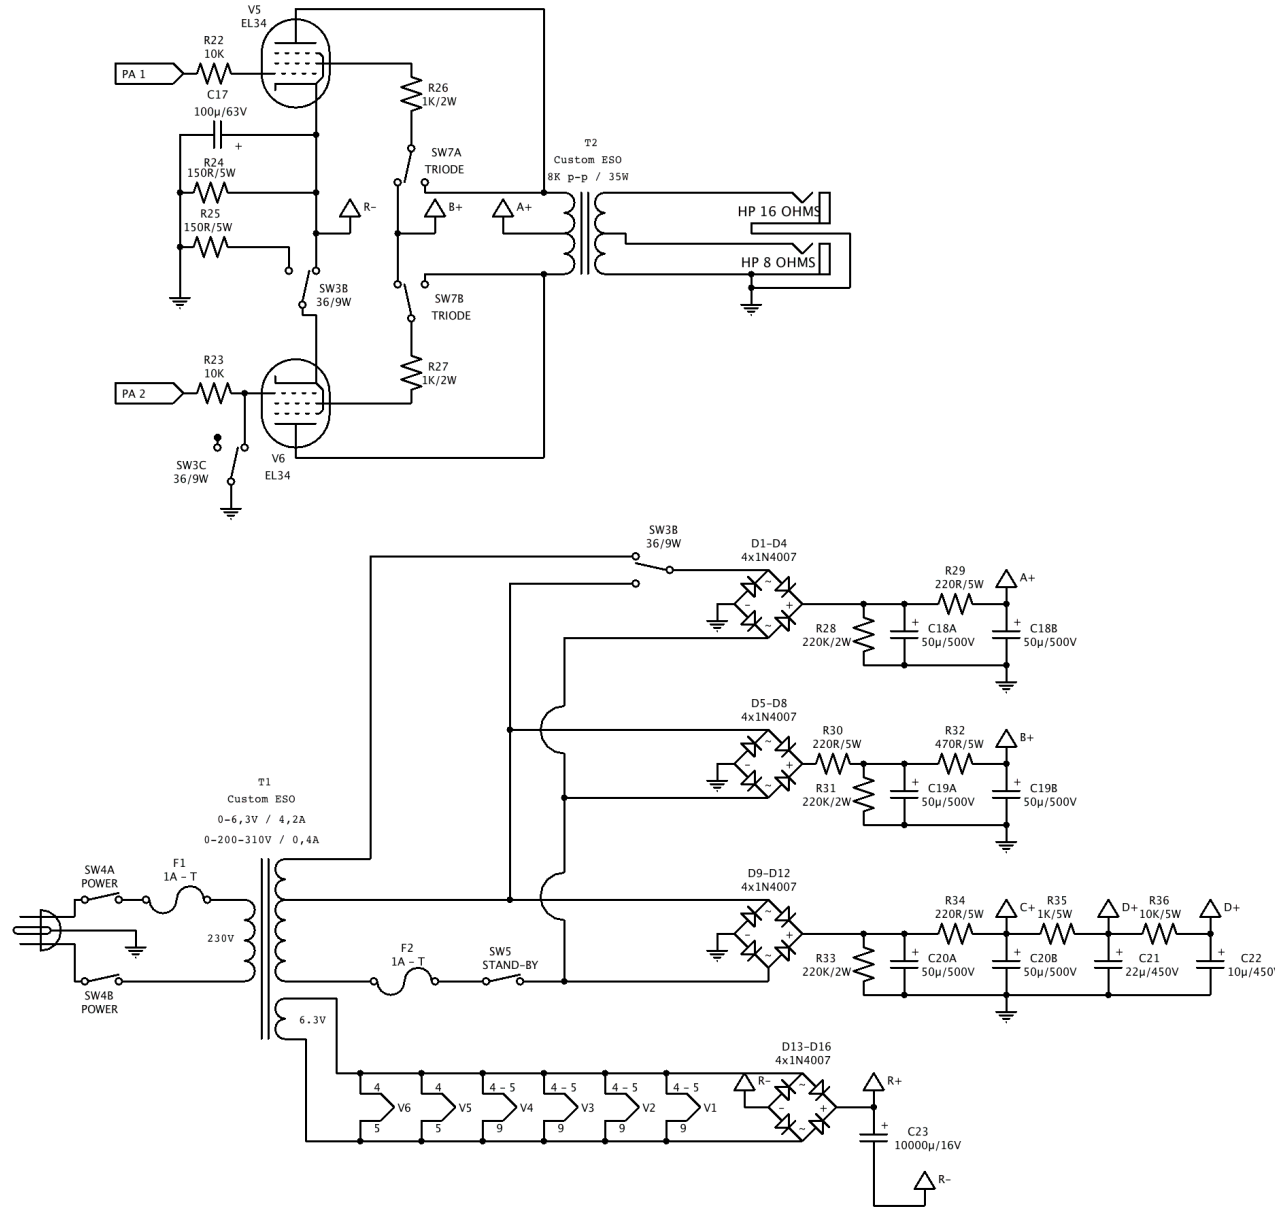 V5
EL34
R22
10K
PA 1
C17
100µ/63V
+
R24
150R/5W
R25
150R/5W
R-
R26
1K/2W
SW7A
TRIODE
B+
A+
T2
Custom ESO
8K p-p / 35W
HP 16 OHMS
HP 8 OHMS
SW3B
36/9W
SW7B
TRIODE
R23
10K
R27
1K/2W
PA 2
SW3C
36/9W
V6
EL34
SW3B
36/9W
D1-D4
4x1N4007
~
-
+
~
R29
220R/5W
A+
R28
220K/2W
+
C18A
50µ/500V
+
C18B
50µ/500V
D5-D8
4x1N4007
~
-
+
~
R30
220R/5W
R32
470R/5W
B+
R31
220K/2W
+
C19A
50µ/500V
+
C19B
50µ/500V
T1
Custom ESO
0-6,3V / 4,2A
0-200-310V / 0,4A
SW4A
POWER
F1
1A - T
230V
SW4B
POWER
F2
1A - T
SW5
STAND-BY
D9-D12
4x1N4007
~
-
+
~
R34
220R/5W
C+
R35
1K/5W
D+
R36
10K/5W
D+
R33
220K/2W
+
C20A
50µ/500V
+
C20B
50µ/500V
+
C21
22µ/450V
+
C22
10µ/450V
6.3V
D13-D16
4x1N4007
4
V6
5
4
V5
5
4 - 5
V4
9
4 - 5
V3
9
4 - 5
V2
9
4 - 5
V1
9
R-
~
-
+
~
R+
+
C23
10000µ/16V
R-